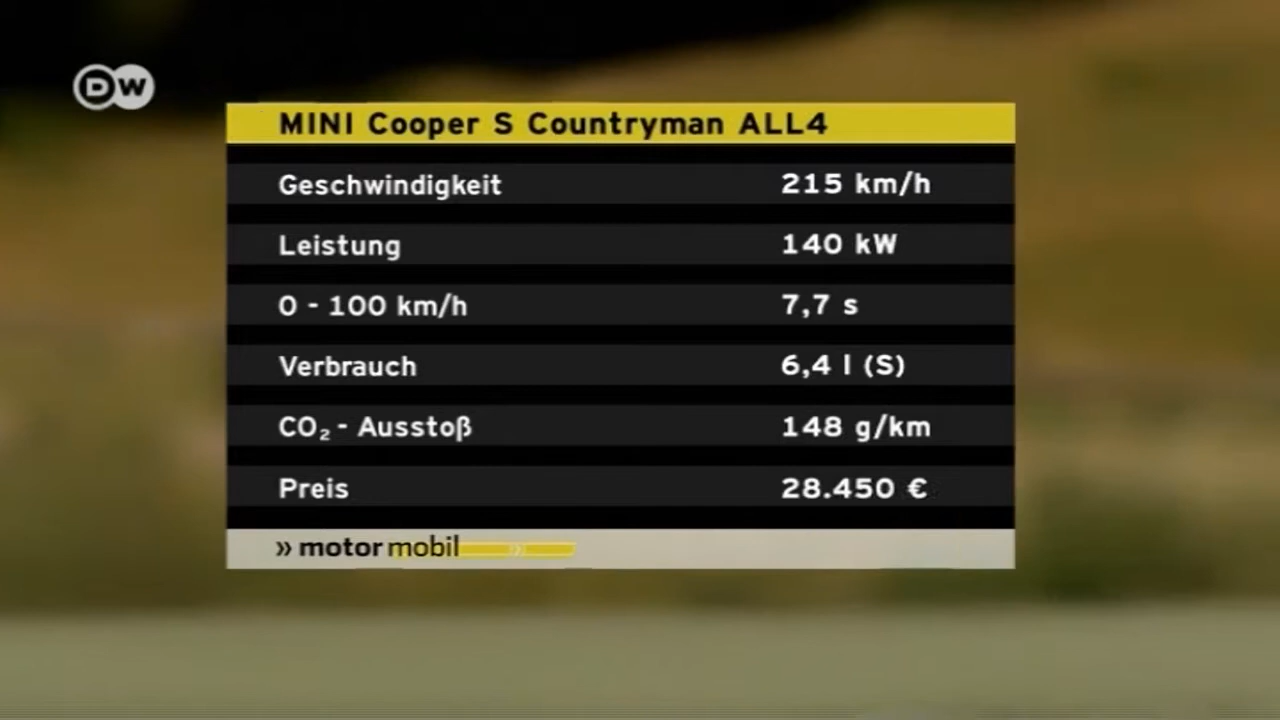 DW
MINI Cooper S Countryman ALL4
Geschwindigkeit 215 km/h
Leistung 140 kW
0 - 100 km/h 7,7 s
Verbrauch 6,4 l (S)
CO₂ - Ausstoß 148 g/km
Preis 28.450 €
» motor mobil